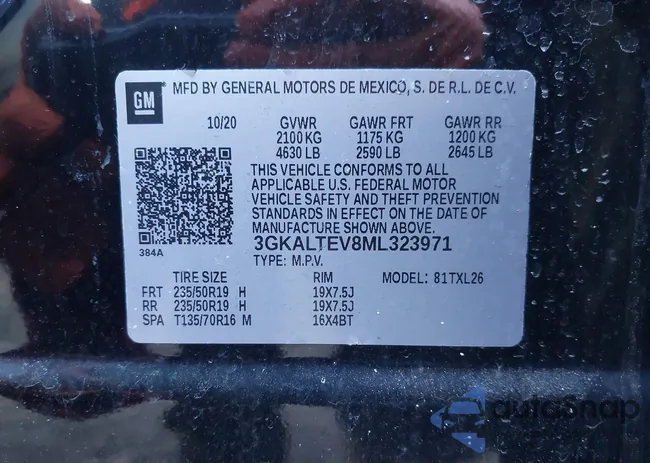 GM
MFD BY GENERAL MOTORS DE MEXICO, S. DE R.L. DE C.V.
10/20 GVWR GAWR FRT GAWR RR
2100 KG 1175 KG 1200 KG
4630 LB 2590 LB 2645 LB
THIS VEHICLE CONFORMS TO ALL
APPLICABLE U.S. FEDERAL MOTOR
VEHICLE SAFETY AND THEFT PREVENTION
STANDARDS IN EFFECT ON THE DATE OF
MANUFACTURE SHOWN ABOVE.
3GKALTEV8ML323971
384A
TYPE: M.P.V.
TIRE SIZE RIM MODEL: 81TXL26
FRT 235/50R19 H 19X7.5J
RR 235/50R19 H 19X7.5J
SPA T135/70R16 M 16X4BT
autosnap